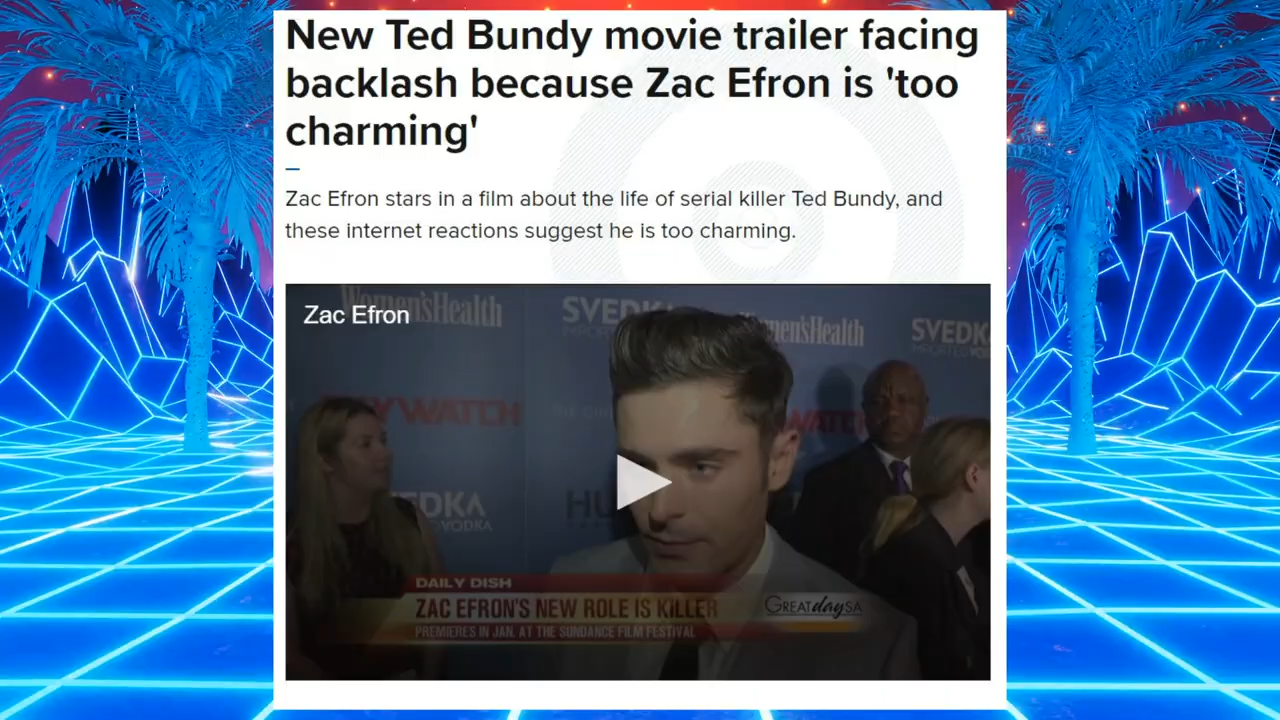 New Ted Bundy movie trailer facing
backlash because Zac Efron is 'too
charming'
Zac Efron stars in a film about the life of serial killer Ted Bundy, and
these internet reactions suggest he is too charming.
Zac Efron
Women'sHealth
SVEDKA
IMPORTED VODKA
SVEDKA
IMPORTED VODKA
DAILY DISH
ZAC EFRON'S NEW ROLE IS KILLER
GREATdaySA
PREMIERES IN JAN. AT THE SUNDANCE FILM FESTIVAL